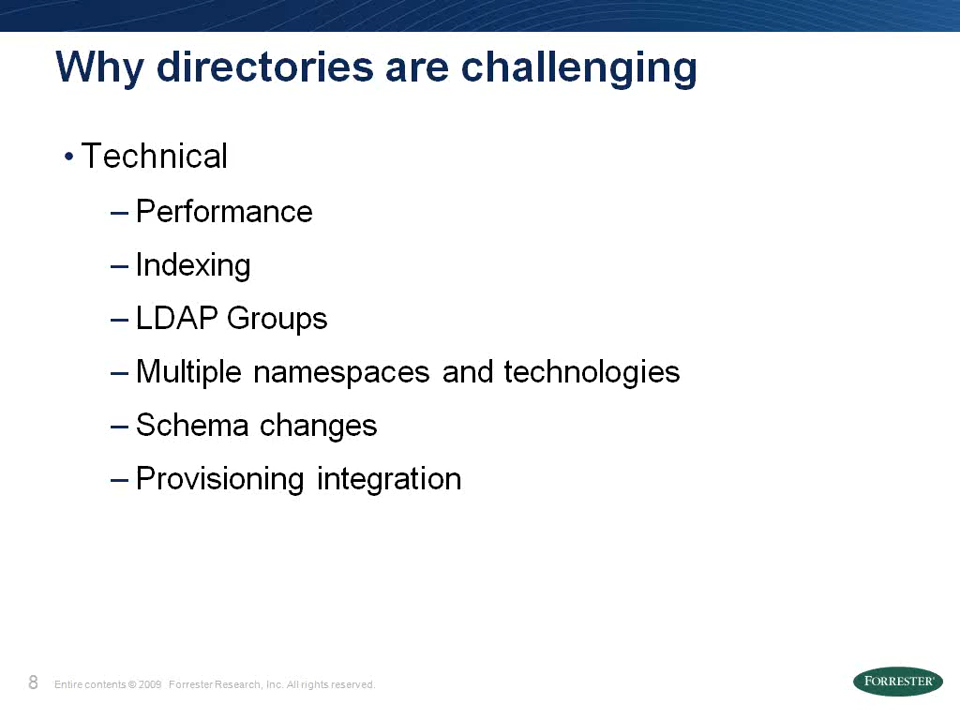 Why directories are challenging
• Technical
– Performance
– Indexing
– LDAP Groups
– Multiple namespaces and technologies
– Schema changes
– Provisioning integration
8 Entire contents © 2009 Forrester Research, Inc. All rights reserved.
FORRESTER®